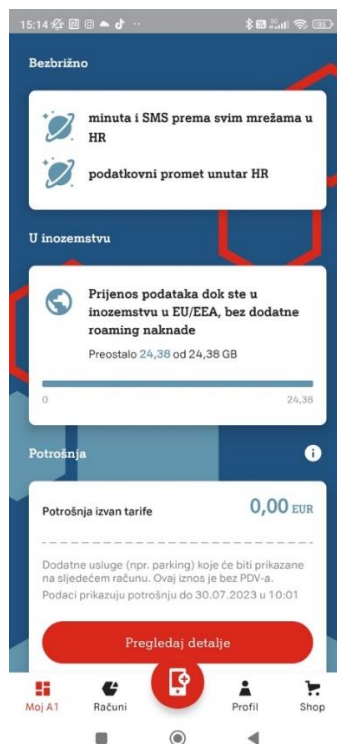 15:14
Bezbrižno
minuta i SMS prema svim mrežama u
HR
podatkovni promet unutar HR
U inozemstvu
Prijenos podataka dok ste u
inozemstvu u EU/EEA, bez dodatne
roaming naknade
Preostalo 24,38 od 24,38 GB
0 24,38
Potrošnja
Potrošnja izvan tarife 0,00 EUR
Dodatne usluge (npr. parking) koje će biti prikazane
na sljedećem računu. Ovaj iznos je bez PDV-a.
Podaci prikazuju potrošnju do 30.07.2023 u 10:01
Pregledaj detalje
Moj A1 Računi Profil Shop